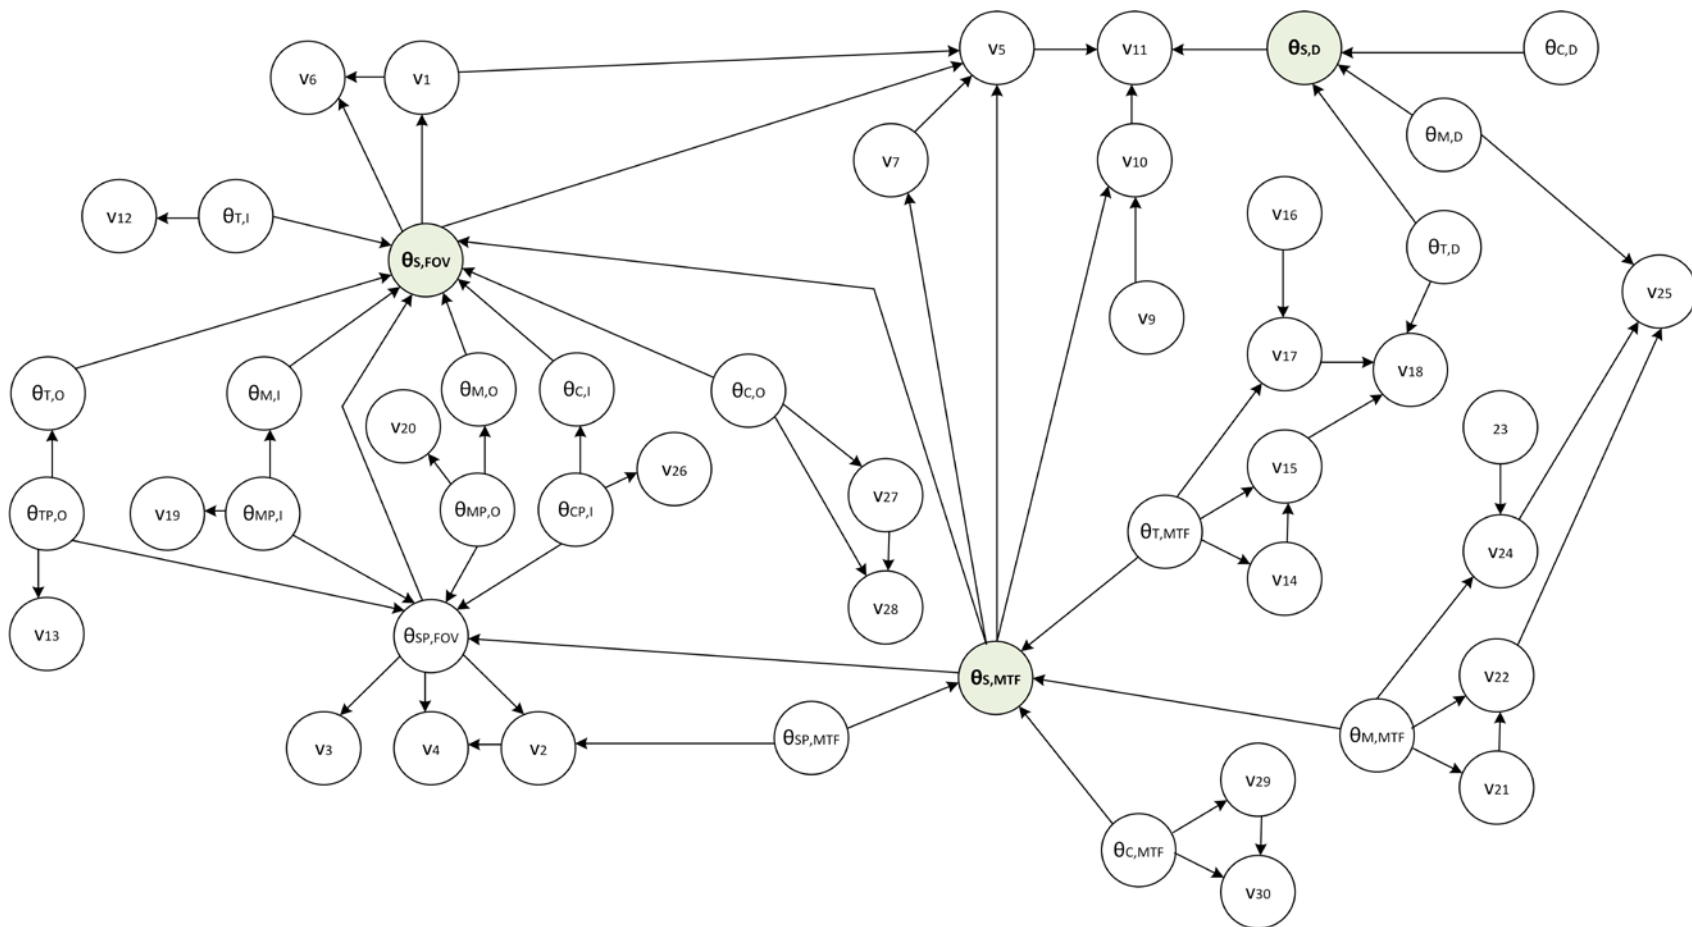 V5
V11
θS,D
θC,D
V6
V1
θM,D
V7
V10
V12
θT,I
V16
θT,D
θS,FOV
V25
V9
V17
V18
θT,O
θM,I
θM,O
θC,I
θC,O
V20
23
V26
V15
V27
θTP,O
V19
θMP,I
θMP,O
θCP,I
θT,MTF
V24
V14
V28
V13
θSP,FOV
θS,MTF
V22
V3
V4
V2
θSP,MTF
θM,MTF
V29
V21
θC,MTF
V30